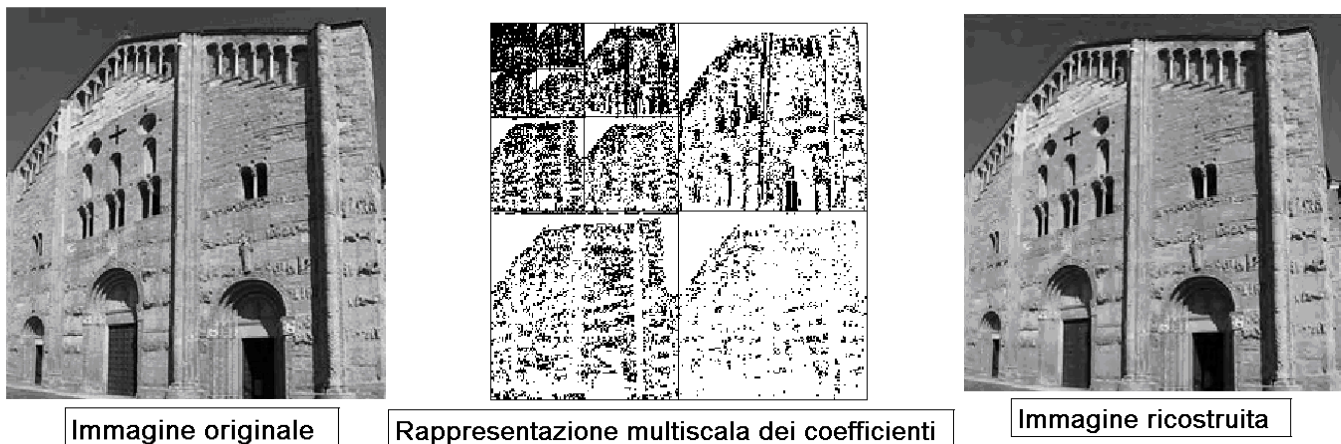 Immagine originale
Rappresentazione multiscala dei coefficienti
Immagine ricostruita